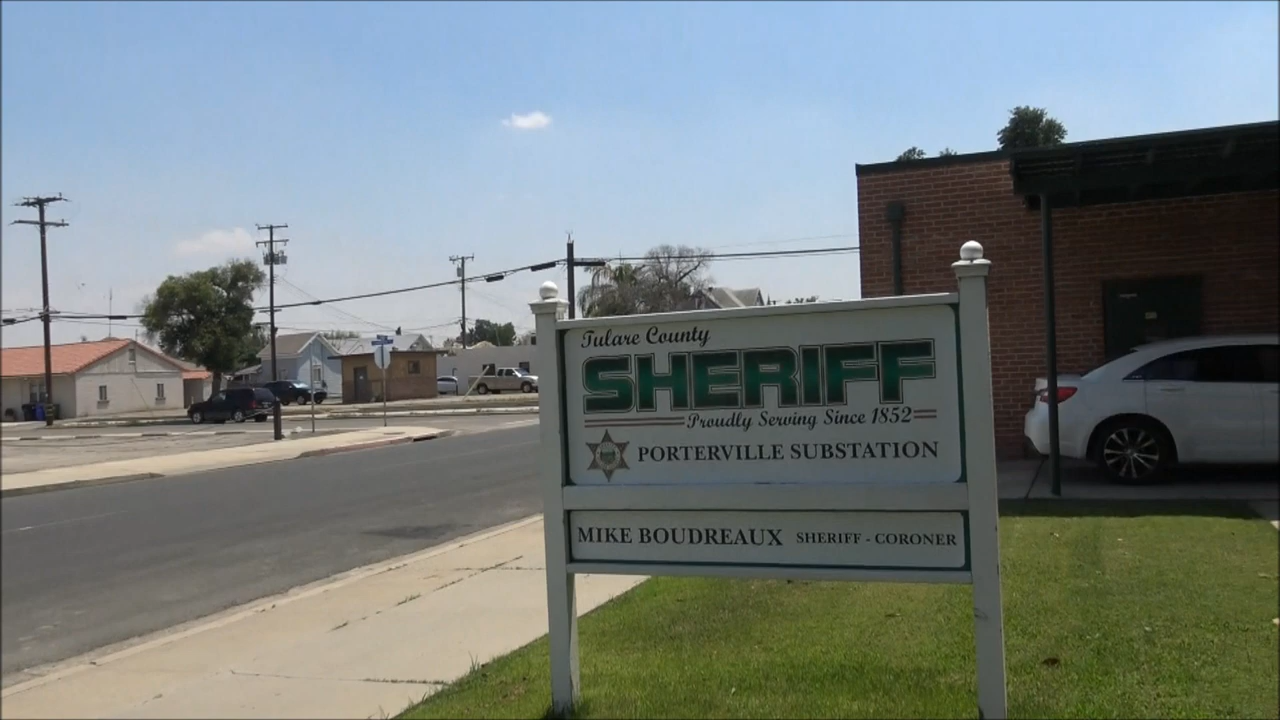 Tulare County
SHERIFF
Proudly Serving Since 1852
PORTERVILLE SUBSTATION
MIKE BOUDREAUX SHERIFF - CORONER